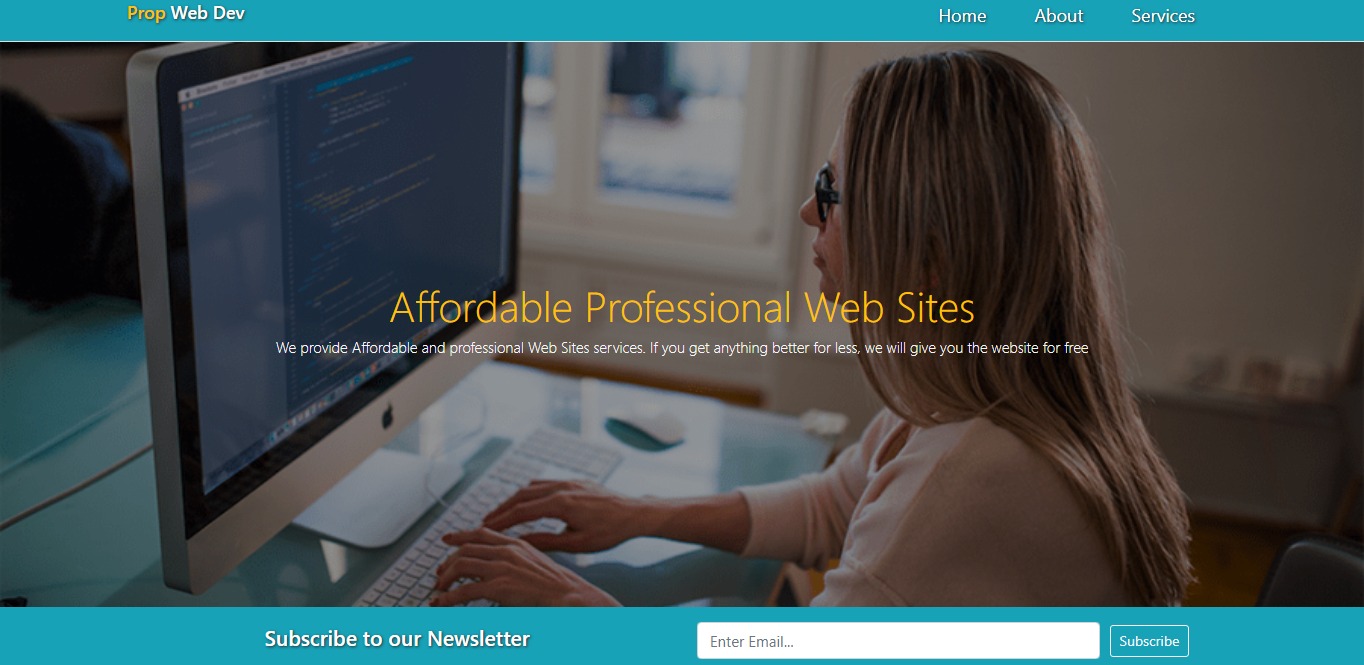 Prop Web Dev
Home About Services
Affordable Professional Web Sites
We provide Affordable and professional Web Sites services. If you get anything better for less, we will give you the website for free
Subscribe to our Newsletter
Enter Email...
Subscribe